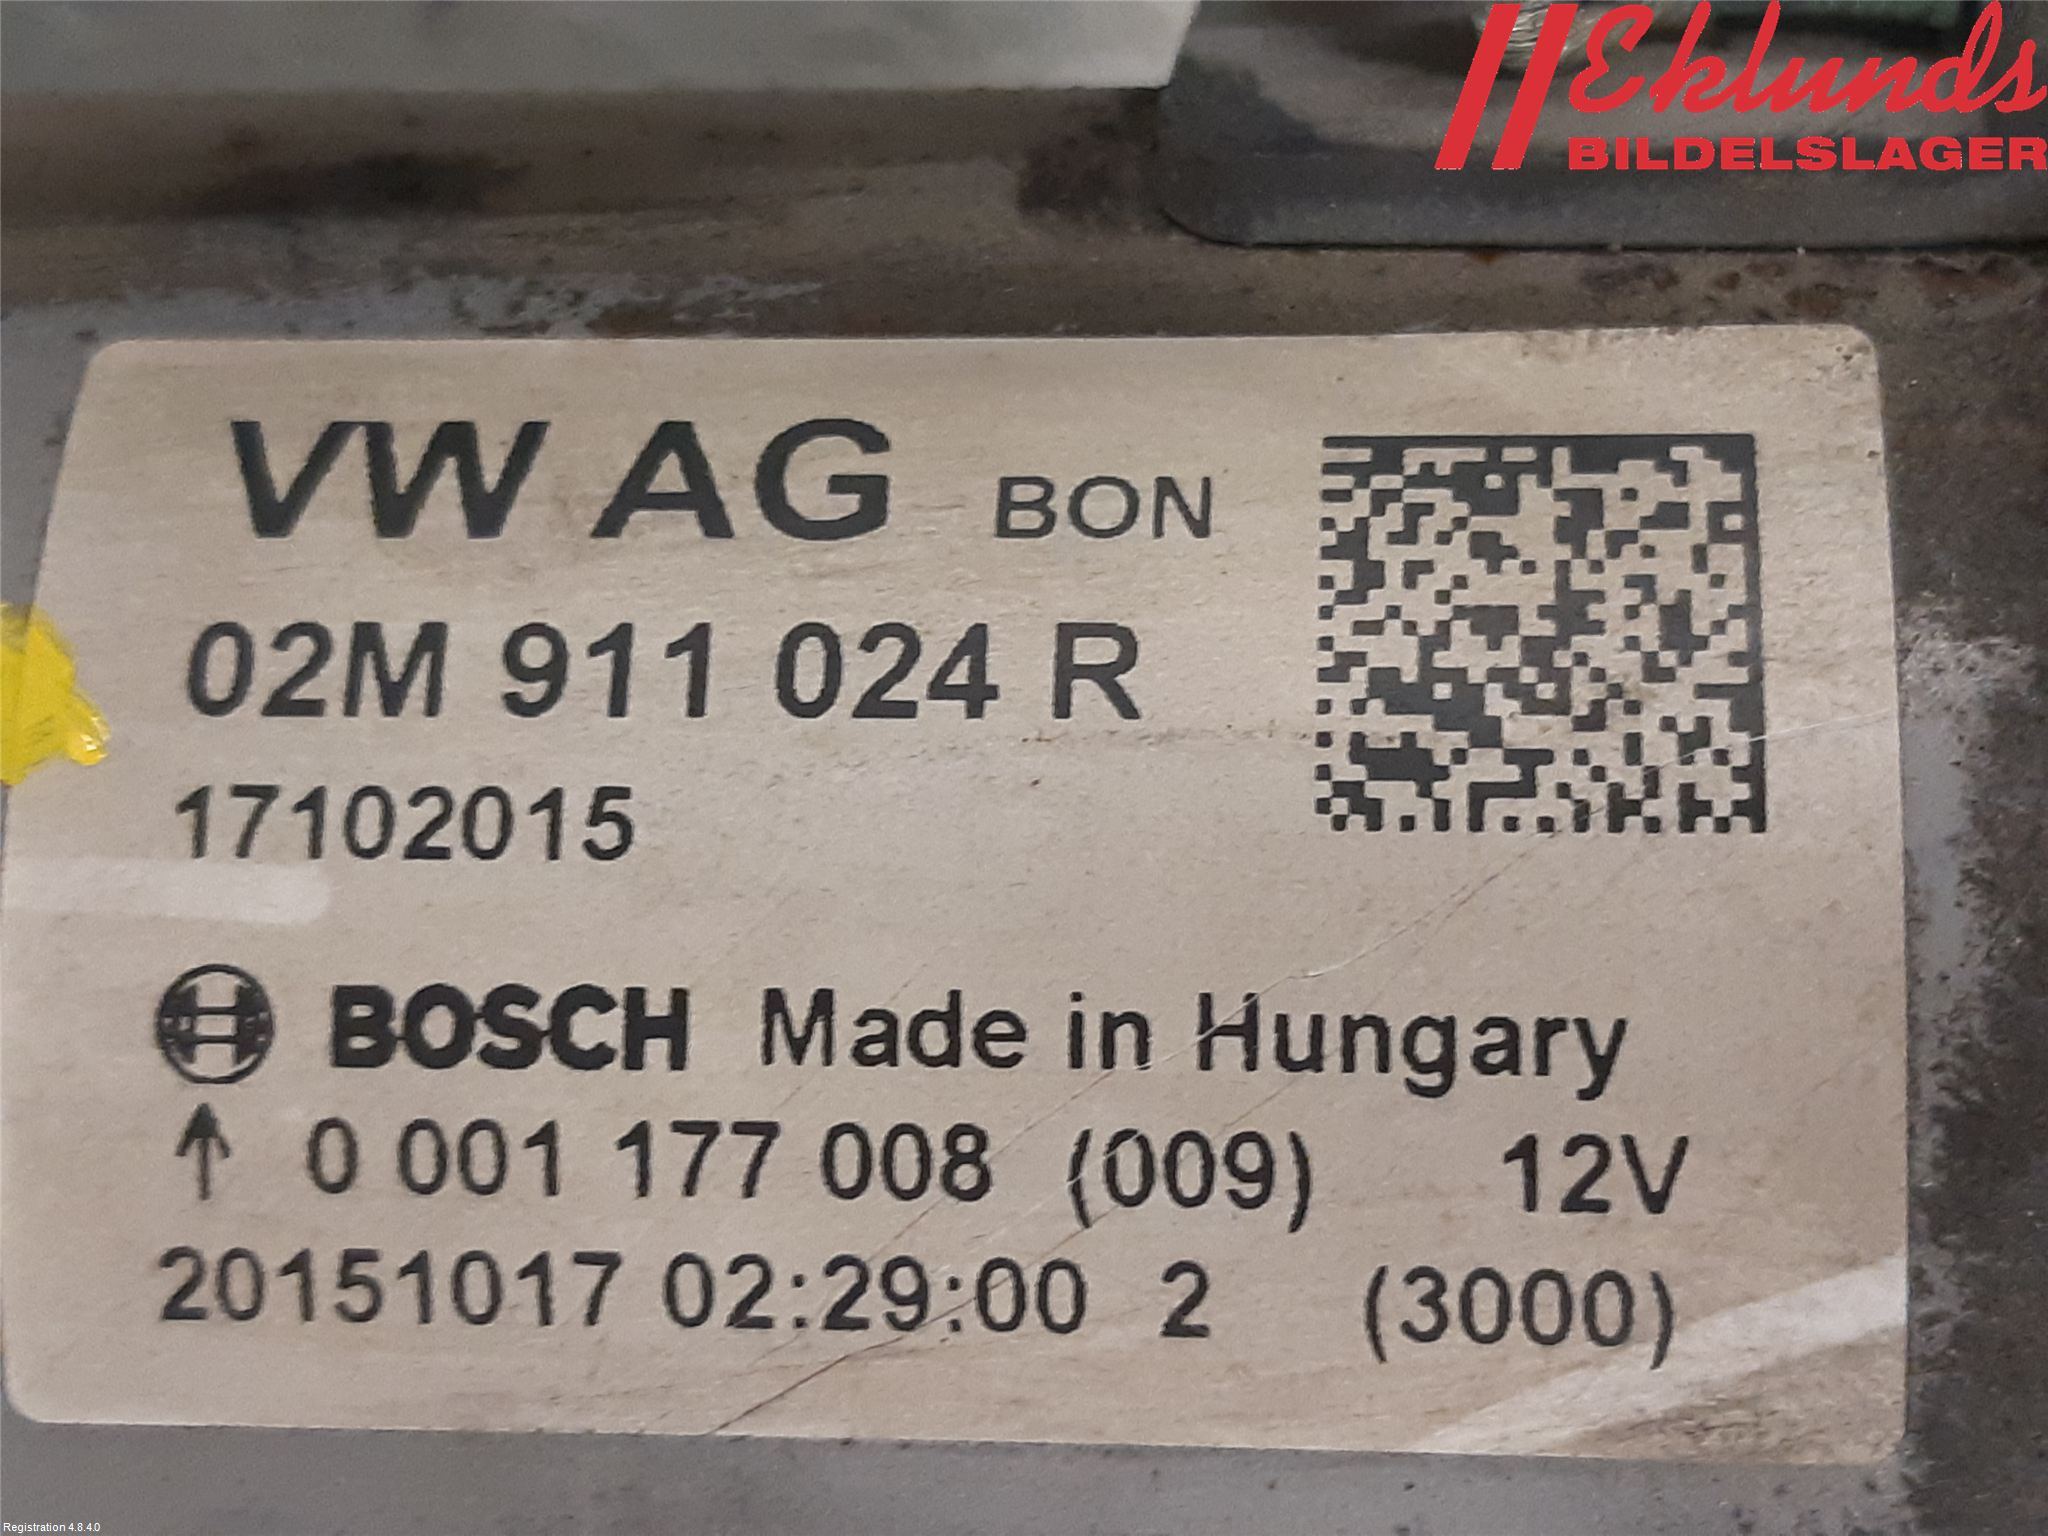 Eklunds
BILDELSLAGER
VW AG BON
02M 911 024 R
17102015
BOSCH Made in Hungary
↑ 0 001 177 008 (009) 12V
20151017 02:29:00 2 (3000)
Registration 4.8.4.0